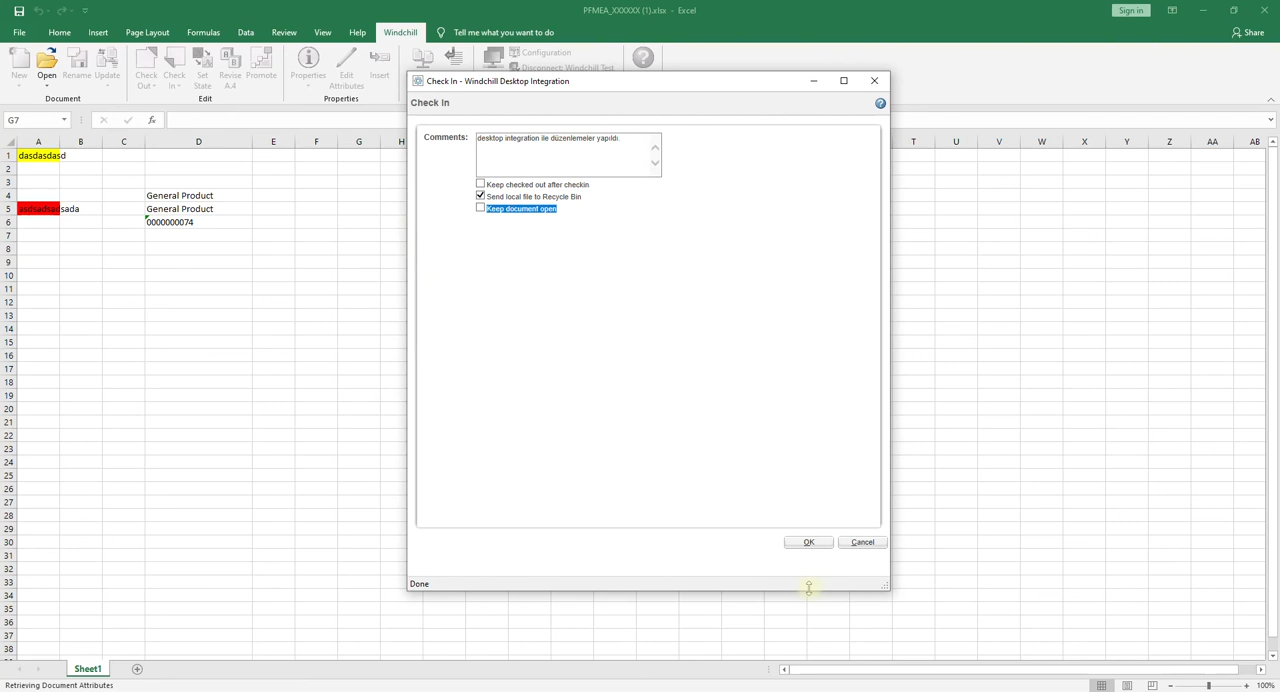 PFMEA_XXXXXX (1).xlsx - Excel
Sign in
File Home Insert Page Layout Formulas Data Review View Help Windchill Tell me what you want to do
Share
New Open Rename Update
Document
Check Out Check In Set State Revise A.4 Promote
Edit
Properties Edit Attributes Insert
Properties
Configuration
Disconnect: Windchill Test
G7
fx
Check In - Windchill Desktop Integration
Check In
Comments: desktop integration ile düzenlemeler yapıldı.
Keep checked out after checkin
Send local file to Recycle Bin
Keep document open
OK Cancel
Done
A B C D E F G H T U V W X Y Z AA AB
1 dasdasdasd
2
3
4 General Product
5 asdsadsadsada General Product
6 0000000074
7
8
9
10
11
12
13
14
15
16
17
18
19
20
21
22
23
24
25
26
27
28
29
30
31
32
33
34
35
36
37
38
Sheet1
Retrieving Document Attributes
100%